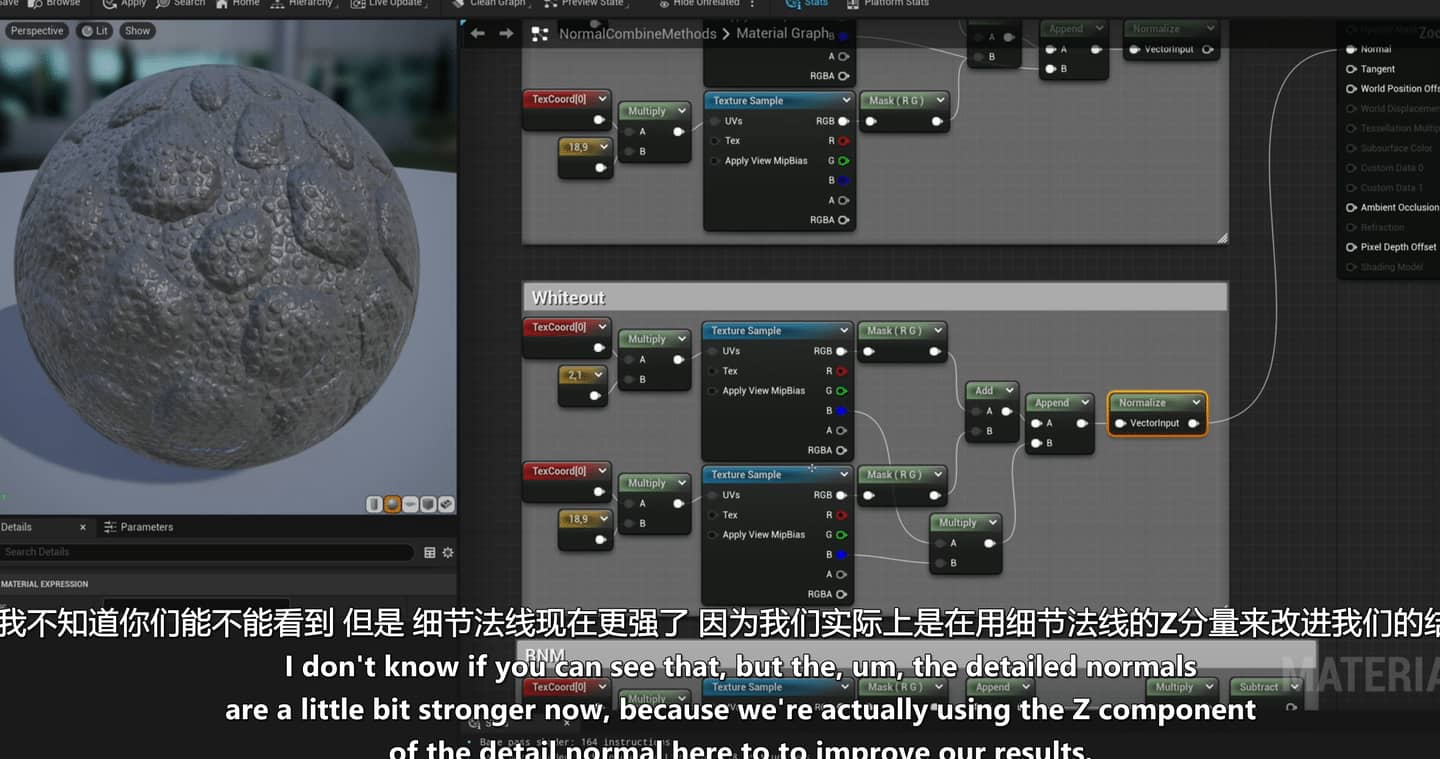 Browse Apply Search Home Hierarchy Live Update Clean Graph Preview State Hide Unrelated Stats Platform Stats
Perspective Lit Show
NormalCombineMethods Material Graph
B
A
RGBA
A
B
Append
A
B
Normalize
VectorInput
Normal
Tangent
World Position Offs
World Displacemen
Tessellation Multip
Subsurface Color
Custom Data 0
Custom Data 1
Ambient Occlusion
Refraction
Pixel Depth Offset
Shading Model
TexCoord[0]
18,9
Multiply
A
B
Texture Sample
UVs RGB
Tex R
Apply View MipBias G
B
A
RGBA
Mask ( R G )
Whiteout
TexCoord[0]
2,1
Multiply
A
B
Texture Sample
UVs RGB
Tex R
Apply View MipBias G
B
A
RGBA
Mask ( R G )
Add
A
B
Append
A
B
Normalize
VectorInput
TexCoord[0]
18,9
Multiply
A
B
Texture Sample
UVs RGB
Tex R
Apply View MipBias G
B
A
RGBA
Mask ( R G )
Multiply
A
B
Details Parameters
Search Details
MATERIAL EXPRESSION
我不知道你们能不能看到 但是 细节法线现在更强了 因为我们实际上是在用细节法线的Z分量来改进我们的结
RNM
I don't know if you can see that, but the, um, the detailed normals
are a little bit stronger now, because we're actually using the Z component
of the detail normal here to to improve our results.
TexCoord[0] Multiply Texture Sample Mask ( R G ) Append Multiply Subtract
MATERIA
Base pass shader: 164 instructions